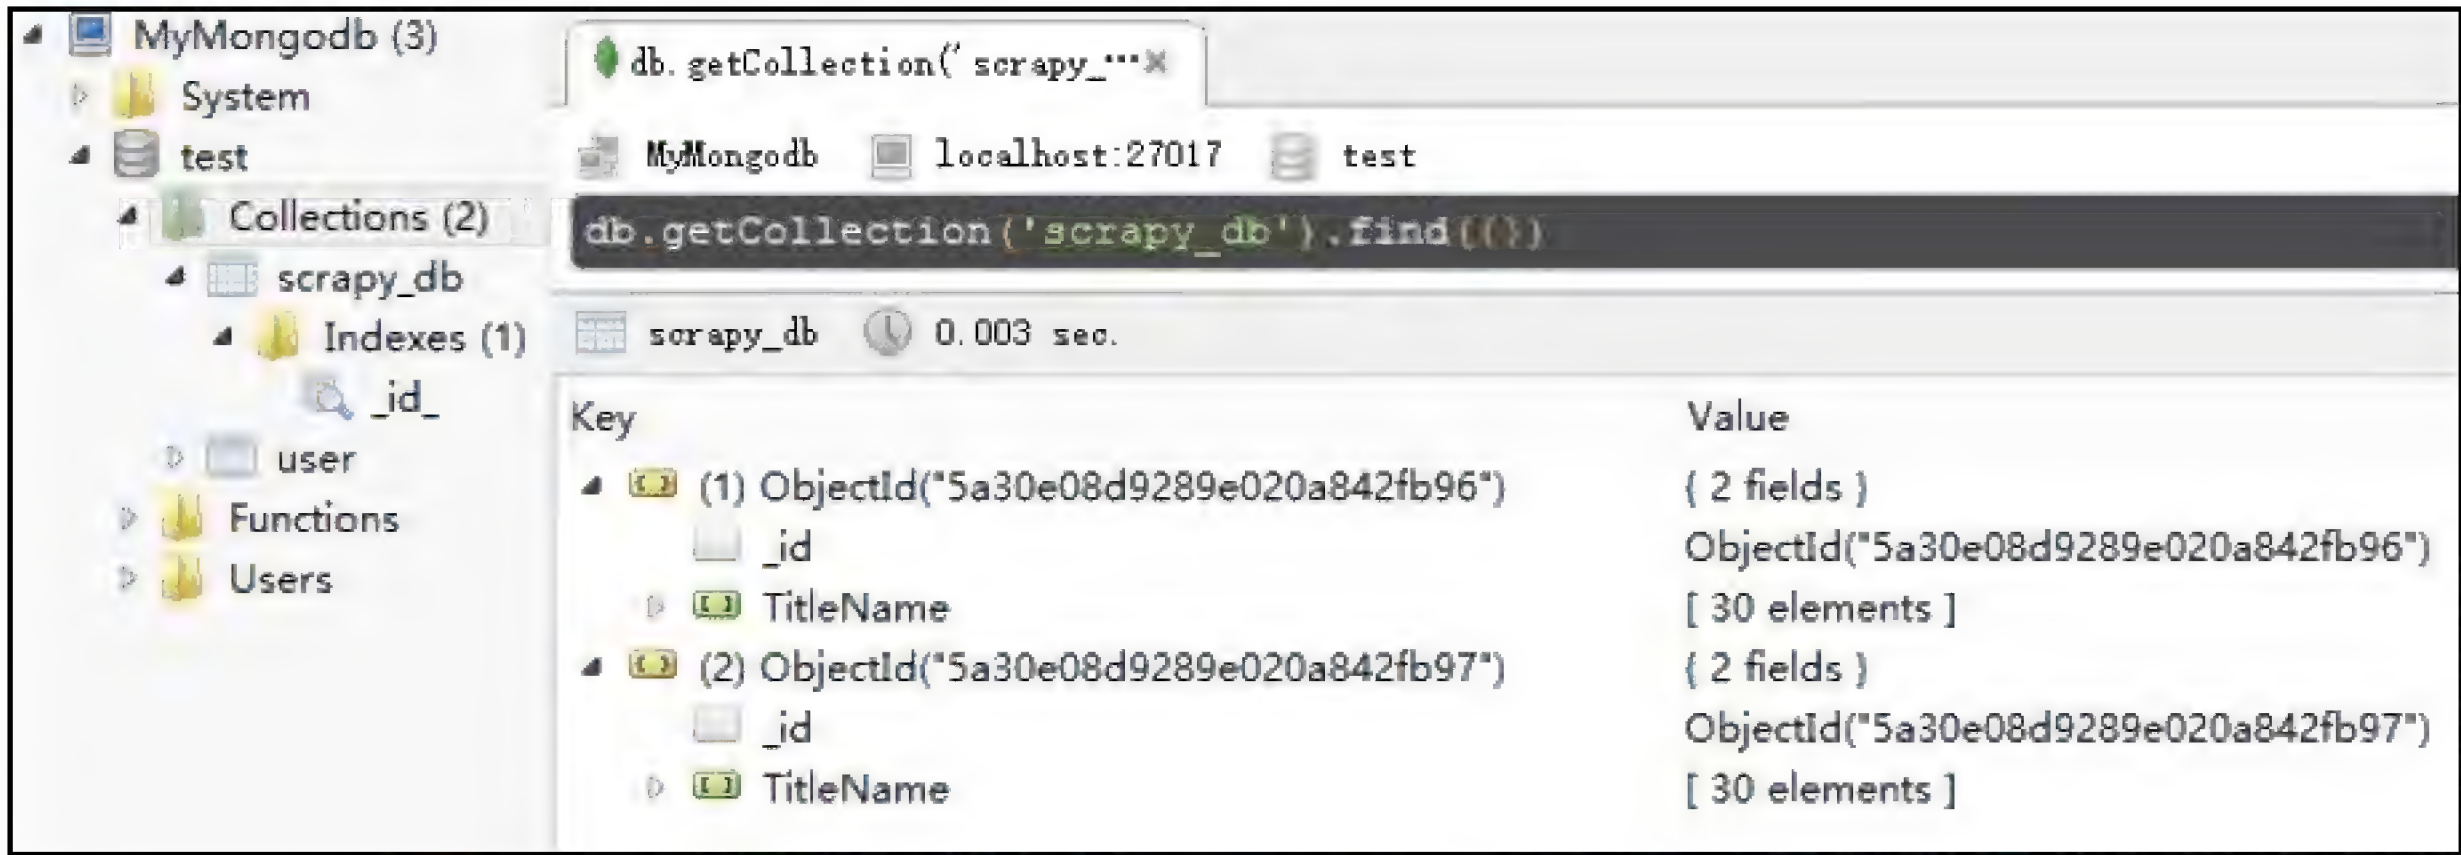 MyMongodb (3)
System
test
Collections (2)
scrapy_db
Indexes (1)
_id_
user
Functions
Users
db.getCollection("scrapy_...
MyMongodb localhost:27017 test
db.getCollection('scrapy_db').find({})
scrapy_db 0.003 sec.
Key Value
(1) ObjectId("5a30e08d9289e020a842fb96") { 2 fields }
_id ObjectId("5a30e08d9289e020a842fb96")
TitleName [ 30 elements ]
(2) ObjectId("5a30e08d9289e020a842fb97") { 2 fields }
_id ObjectId("5a30e08d9289e020a842fb97")
TitleName [ 30 elements ]